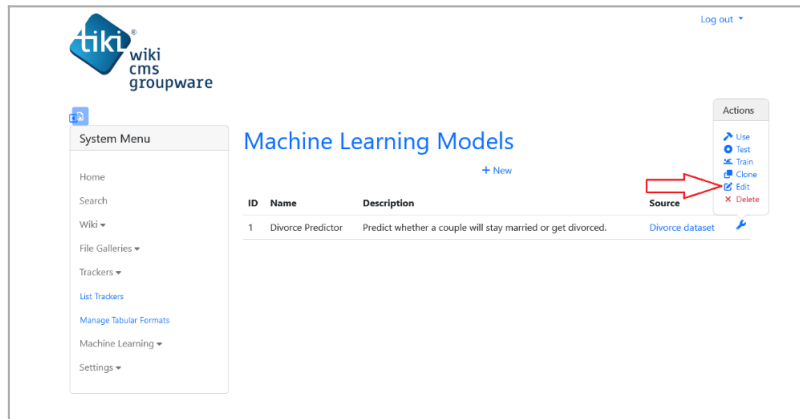 Log out
tiki®
wiki
cms
groupware
System Menu
Home
Search
Wiki
File Galleries
Trackers
List Trackers
Manage Tabular Formats
Machine Learning
Settings
Machine Learning Models
+ New
ID Name Description Source
1 Divorce Predictor Predict whether a couple will stay married or get divorced. Divorce dataset
Actions
Use
Test
Train
Clone
Edit
Delete